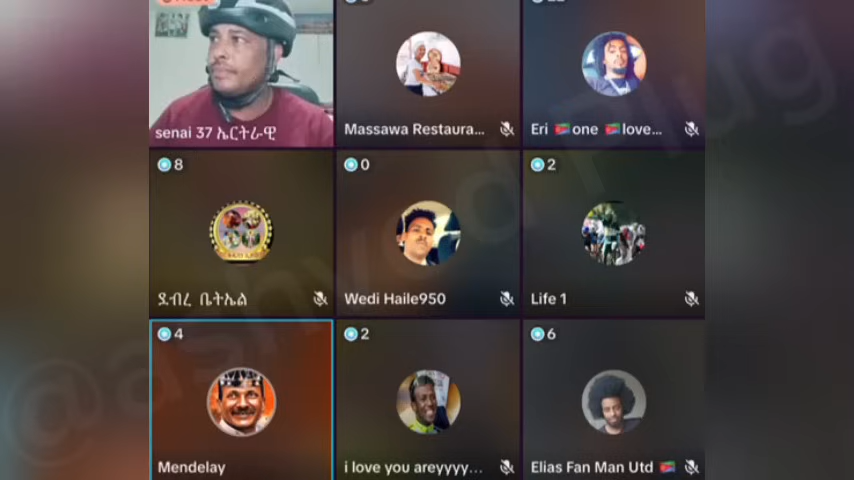 senai 37 ኤርትራዊ
Massawa Restaura...
Eri 🇪🇷one 🇪🇷love...
8
0
2
ደብረ ቤትኤል
Wedi Haile950
Life 1
4
2
6
Mendelay
i love you areyyyy...
Elias Fan Man Utd 🇪🇷